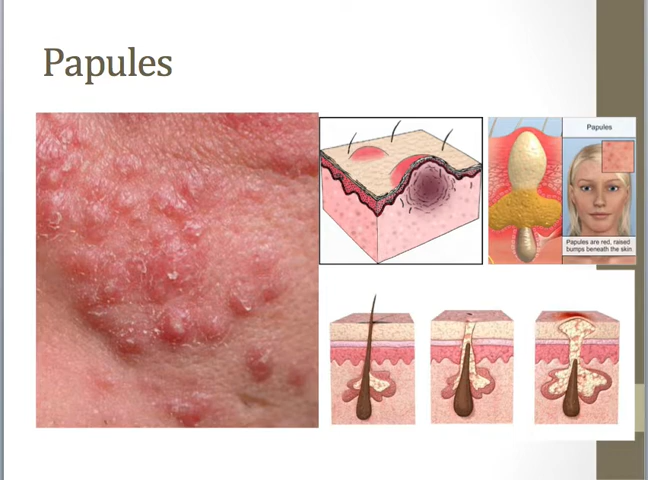 Papules
Papules
Papules are red, raised
bumps beneath the skin